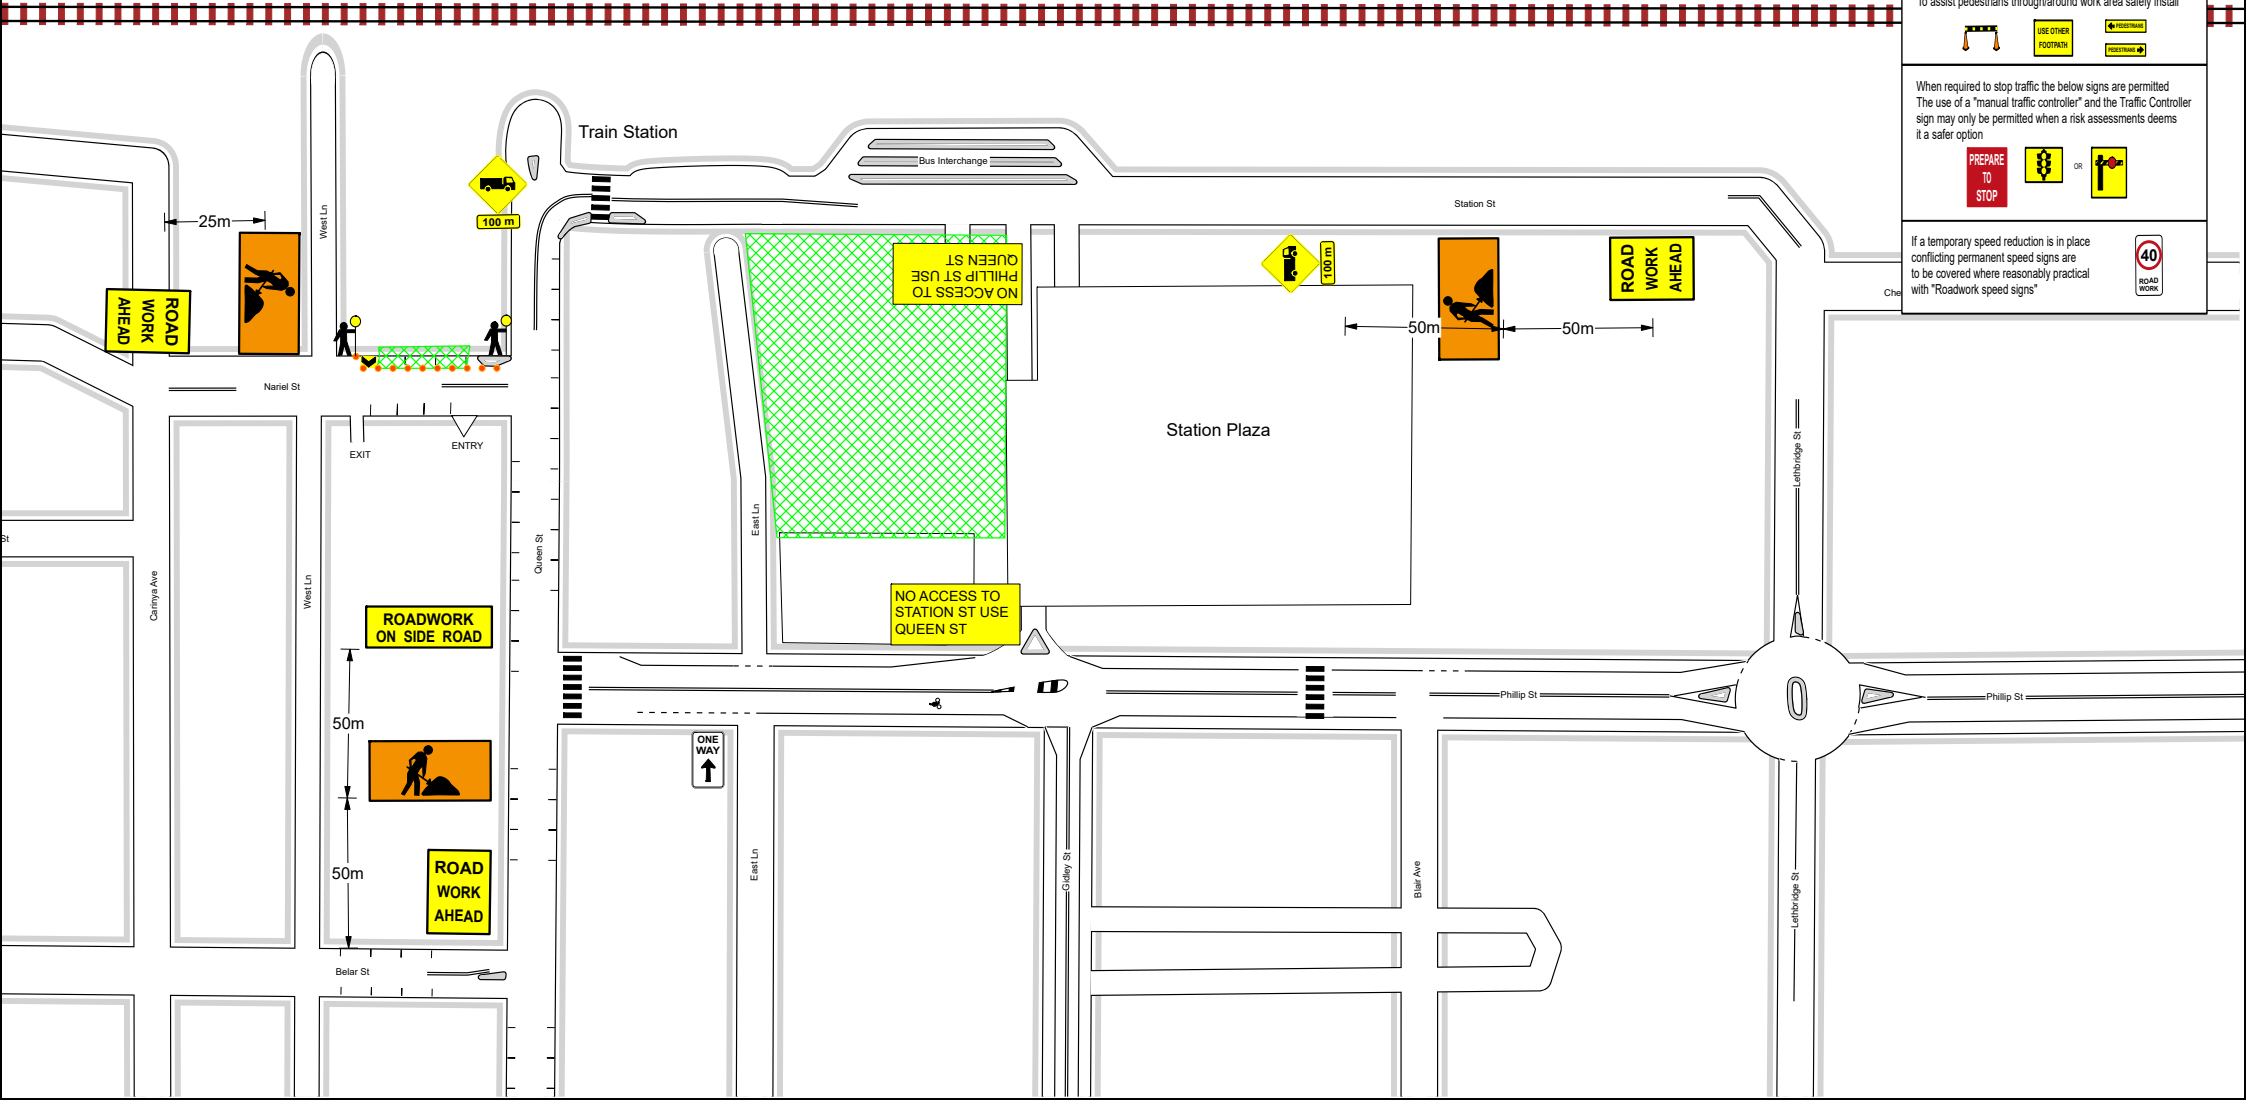 To assist pedestrians through/around work area safely install
USE OTHER
FOOTPATH
PEDESTRIANS
PEDESTRIANS
When required to stop traffic the below signs are permitted
The use of a "manual traffic controller" and the Traffic Controller
sign may only be permitted when a risk assessments deems
it a safer option
PREPARE
TO
STOP
OR
If a temporary speed reduction is in place
conflicting permanent speed signs are
to be covered where reasonably practical
with "Roadwork speed signs"
40
ROAD
WORK
Train Station
Bus Interchange
Station St
100 m
25m
West Ln
ROAD
WORK
AHEAD
NO ACCESS TO
PHILLIP ST USE
QUEEN ST
100 m
ROAD
WORK
AHEAD
50m
50m
Che
Nariel St
EXIT
ENTRY
Station Plaza
Lethbridge St
St
Carinya Ave
West Ln
Queen St
East Ln
NO ACCESS TO
STATION ST USE
QUEEN ST
ROADWORK
ON SIDE ROAD
50m
Phillip St
Phillip St
ONE
WAY
50m
ROAD
WORK
AHEAD
East Ln
Gidley St
Blair Ave
Lethbridge St
Belar St